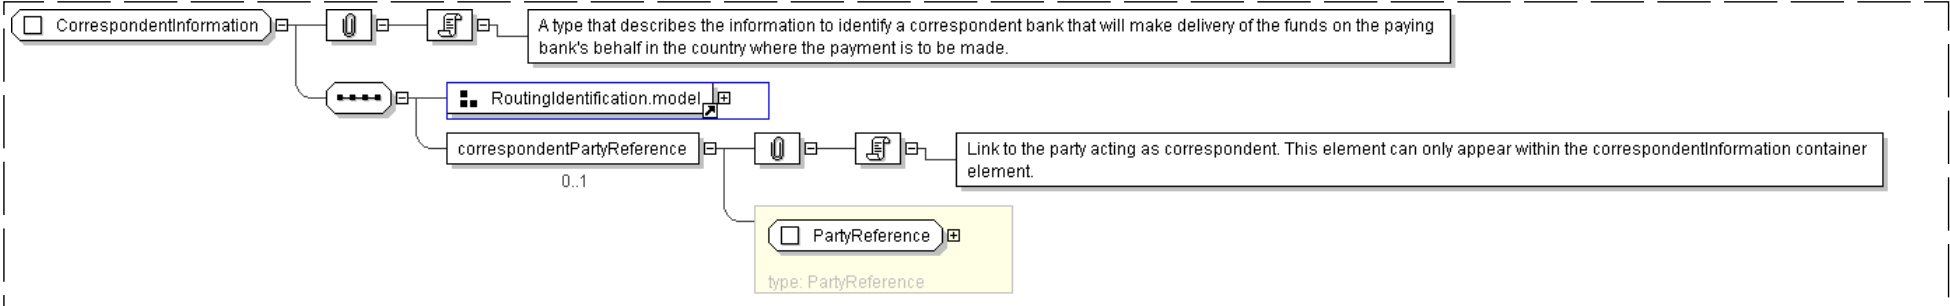 CorrespondentInformation
A type that describes the information to identify a correspondent bank that will make delivery of the funds on the paying
bank's behalf in the country where the payment is to be made.
RoutingIdentification.model
correspondentPartyReference
0..1
Link to the party acting as correspondent. This element can only appear within the correspondentInformation container
element.
PartyReference
type: PartyReference